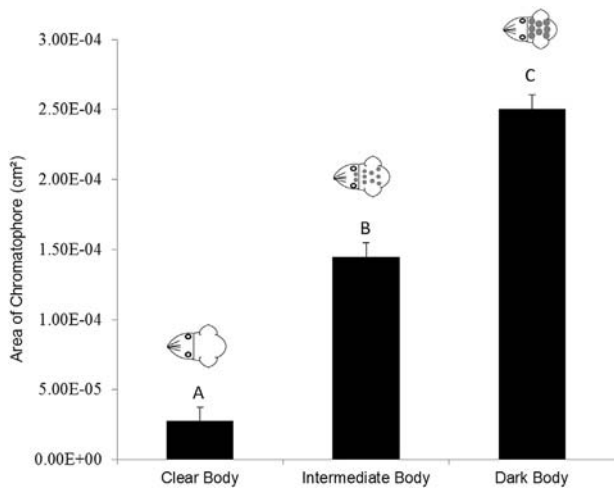 3.00E-04
C
2.50E-04
2.00E-04
B
1.50E-04
1.00E-04
A
5.00E-05
0.00E+00
Area of Chromatophore (cm²)
Clear Body
Intermediate Body
Dark Body